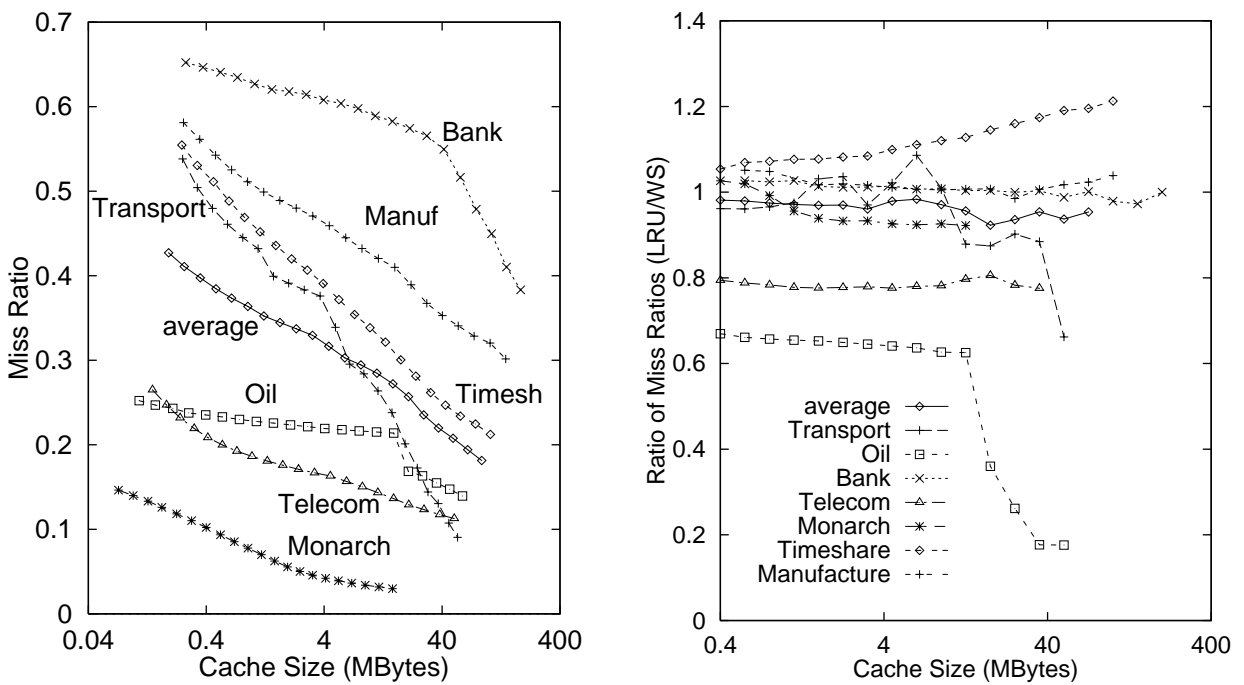 0.7
0.6
0.5
0.4
0.3
0.2
0.1
0
Miss Ratio
Bank
Transport
Manuf
average
Oil
Timesh
Telecom
Monarch
0.04
0.4
4
40
400
Cache Size (MBytes)
1.4
1.2
1
0.8
0.6
0.4
0.2
0
Ratio of Miss Ratios (LRU/WS)
average
Transport
Oil
Bank
Telecom
Monarch
Timeshare
Manufacture
0.4
4
40
400
Cache Size (MBytes)